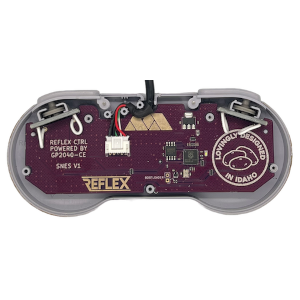 REFLEX CTRL
POWERED BY
GP2040-CE
SNES V1
REFLEX
LOVINGLY DESIGNED
IN IDAHO